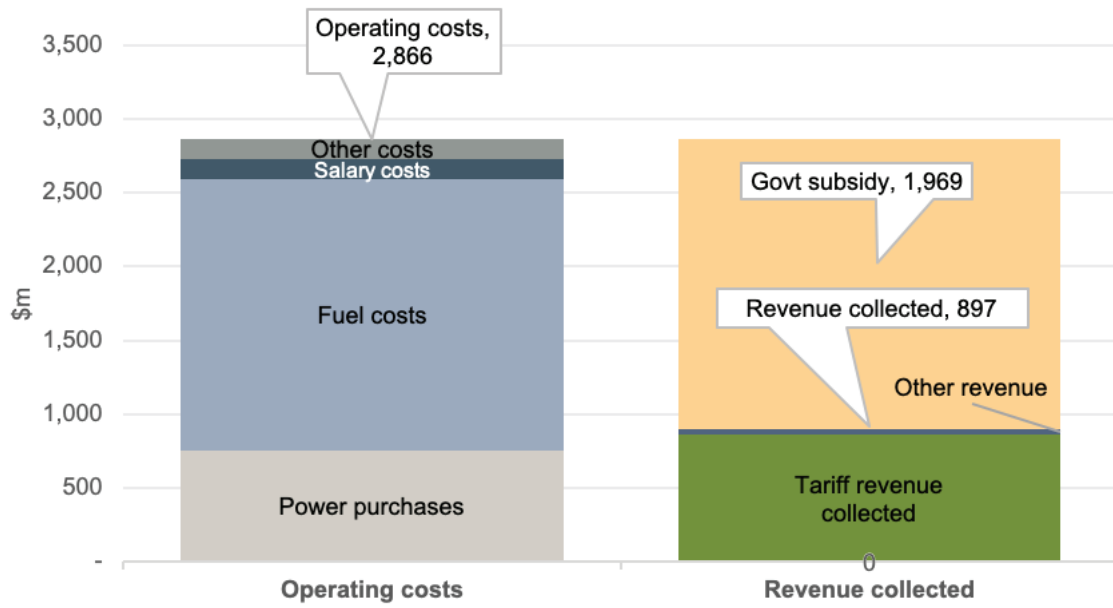 Operating costs,
2,866
3,500
3,000
2,500
2,000
1,500
1,000
500
-
$m
Other costs
Salary costs
Fuel costs
Power purchases
Govt subsidy, 1,969
Revenue collected, 897
Other revenue
Tariff revenue
collected
0
Operating costs
Revenue collected